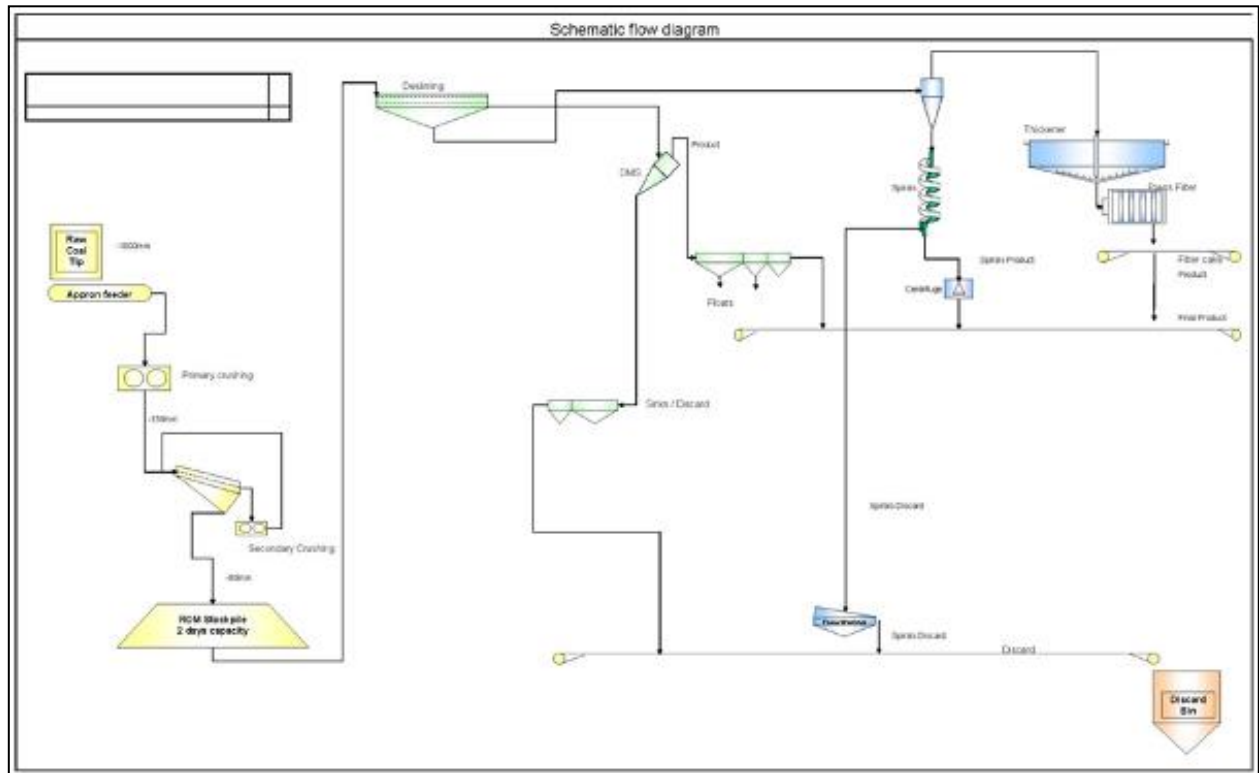 Schematic flow diagram
Desliming
Product
DMS
Thickener
Press Filter
Spirals
Raw
Coal
Tip
Appron feeder
Spirals Product
Filter cake
Product
Centrifuge
Floats
Final Product
Primary crushing
Sinks / Discard
Spirals Discard
Secondary Crushing
ROM Stockpile
2 days capacity
Spirals Discard
Discard
Discard
Bin